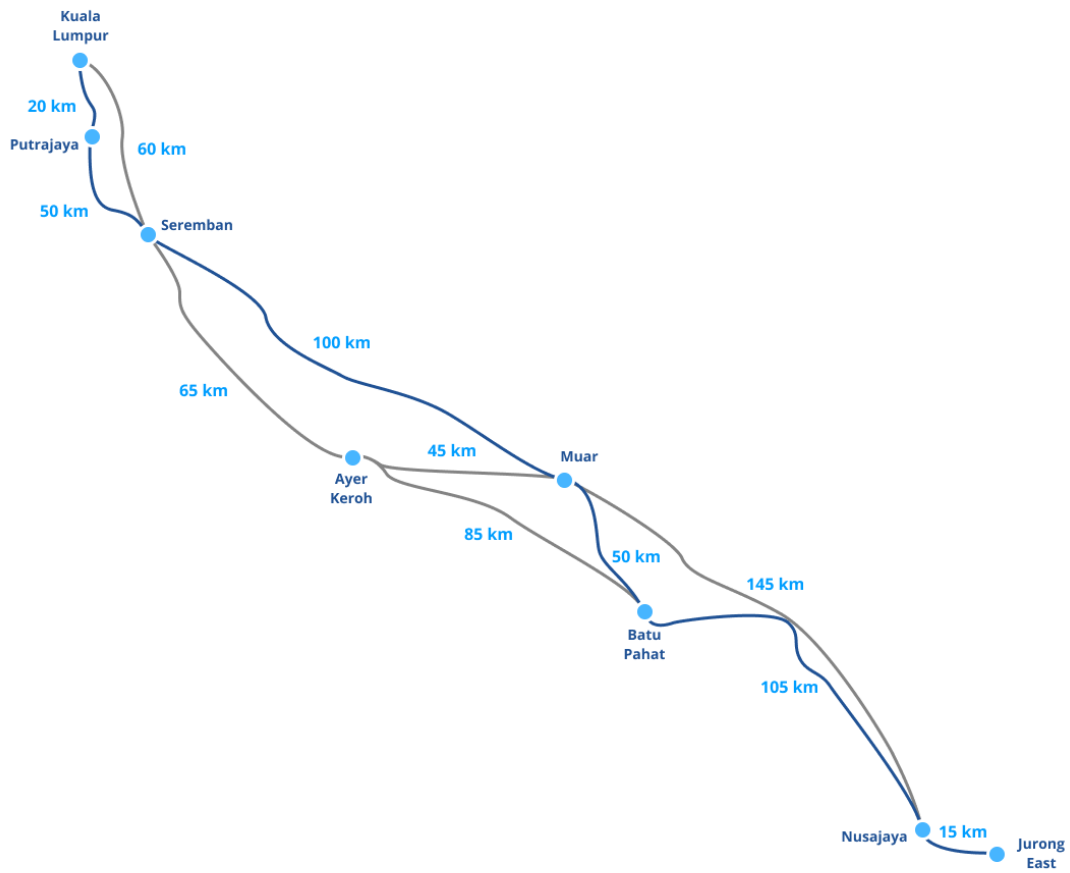 Kuala
Lumpur
20 km
Putrajaya
60 km
50 km
Seremban
100 km
65 km
45 km
Muar
Ayer
Keroh
85 km
50 km
145 km
Batu
Pahat
105 km
Nusajaya
15 km
Jurong
East